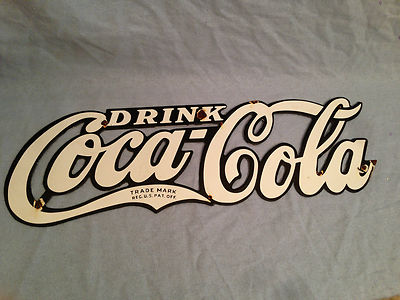 DRINK
Coca-Cola
TRADE MARK
REG. U.S. PAT. OFF.